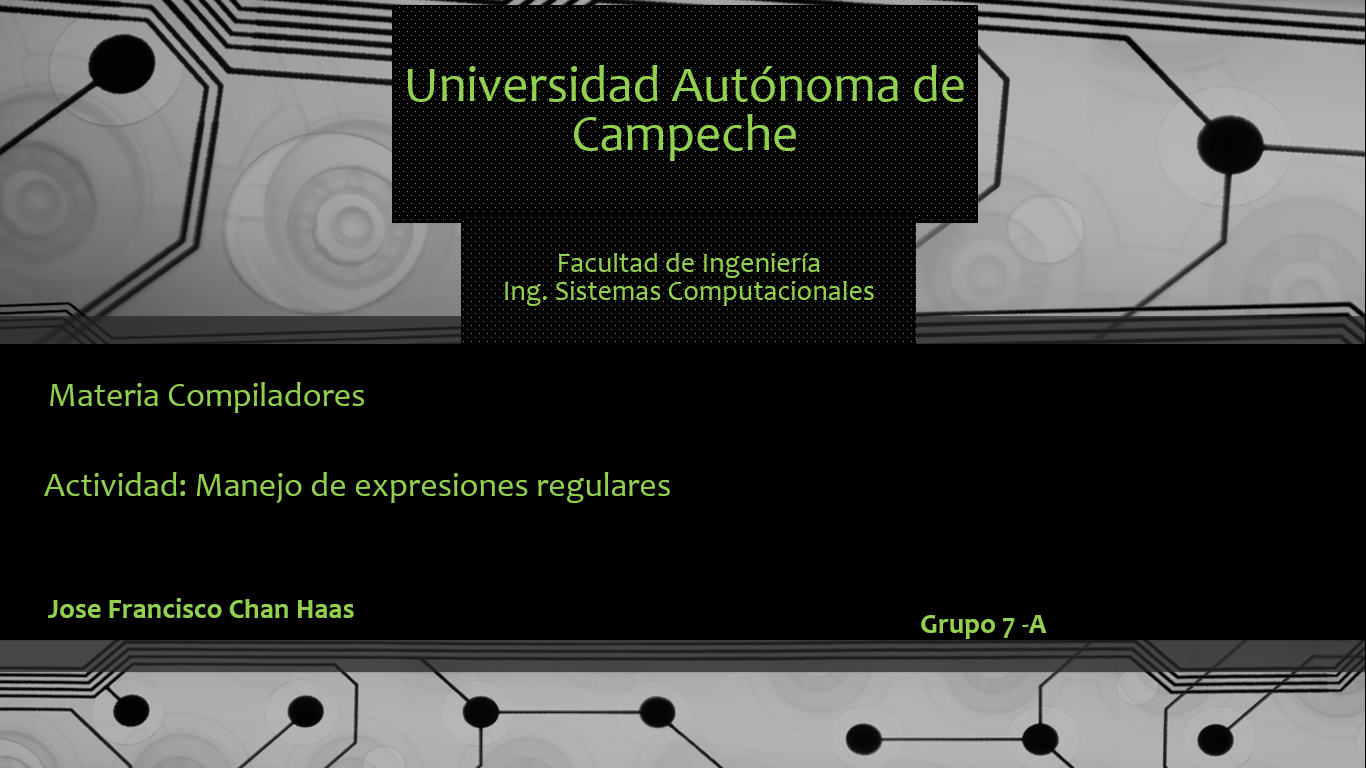 Universidad Autónoma de
Campeche
Facultad de Ingeniería
Ing. Sistemas Computacionales
Materia Compiladores
Actividad: Manejo de expresiones regulares
Jose Francisco Chan Haas
Grupo 7 -A